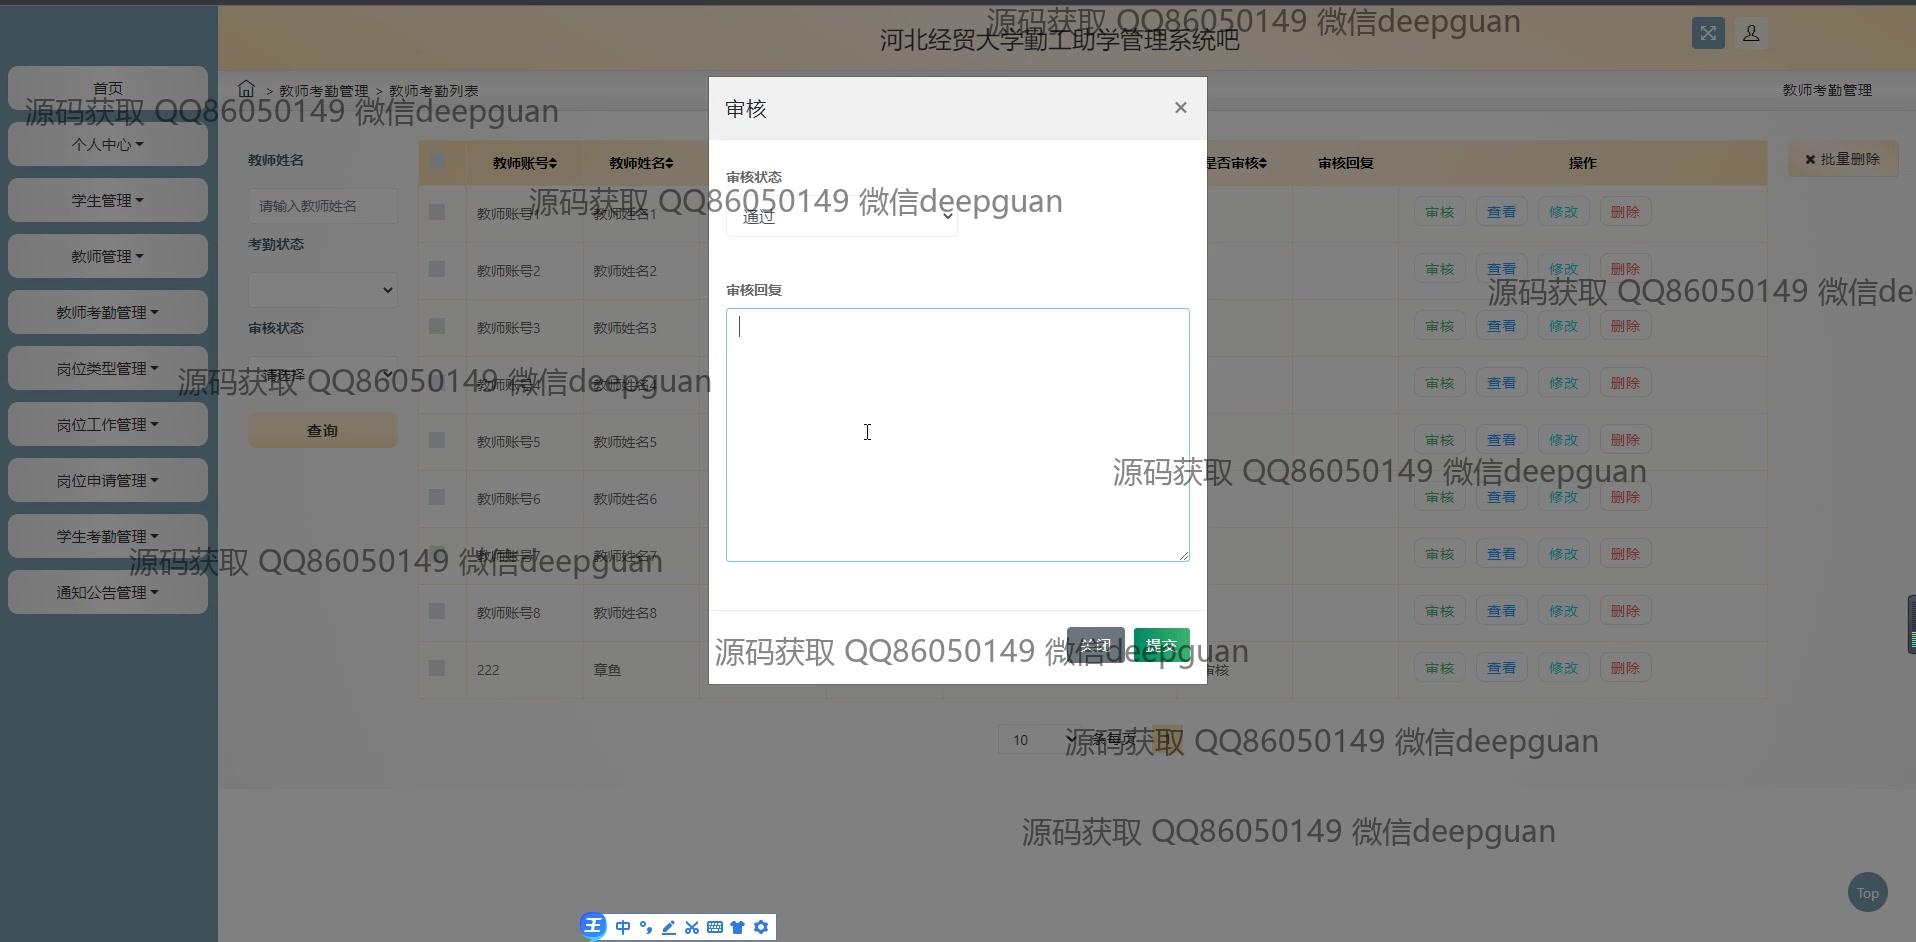 源码获取 QQ86050149 微信deepguan
河北经贸大学勤工助学管理系统吧
首页
个人中心
学生管理
教师管理
教师考勤管理
岗位类型管理
岗位工作管理
岗位申请管理
学生考勤管理
通知公告管理
> 教师考勤管理 > 教师考勤列表
教师考勤管理
源码获取 QQ86050149 微信deepguan
教师姓名
请输入教师姓名
考勤状态
审核状态
请选择
查询
教师账号 教师姓名 是否审核 审核回复 操作
× 批量删除
教师账号1 教师姓名1 审核 查看 修改 删除
源码获取 QQ86050149 微信deepguan
教师账号2 教师姓名2 审核 查看 修改 删除
源码获取 QQ86050149 微信de
教师账号3 教师姓名3 审核 查看 修改 删除
教师账号4 教师姓名4 审核 查看 修改 删除
源码获取 QQ86050149 微信deepguan
教师账号5 教师姓名5 审核 查看 修改 删除
源码获取 QQ86050149 微信deepguan
教师账号6 教师姓名6 审核 查看 修改 删除
教师账号7 教师姓名7 审核 查看 修改 删除
源码获取 QQ86050149 微信deepguan
教师账号8 教师姓名8 审核 查看 修改 删除
222 章鱼 审核 审核 查看 修改 删除
审核
×
审核状态
通过
审核回复
关闭 提交
源码获取 QQ86050149 微信deepguan
10 条每页
源码获取 QQ86050149 微信deepguan
源码获取 QQ86050149 微信deepguan
Top
王 中